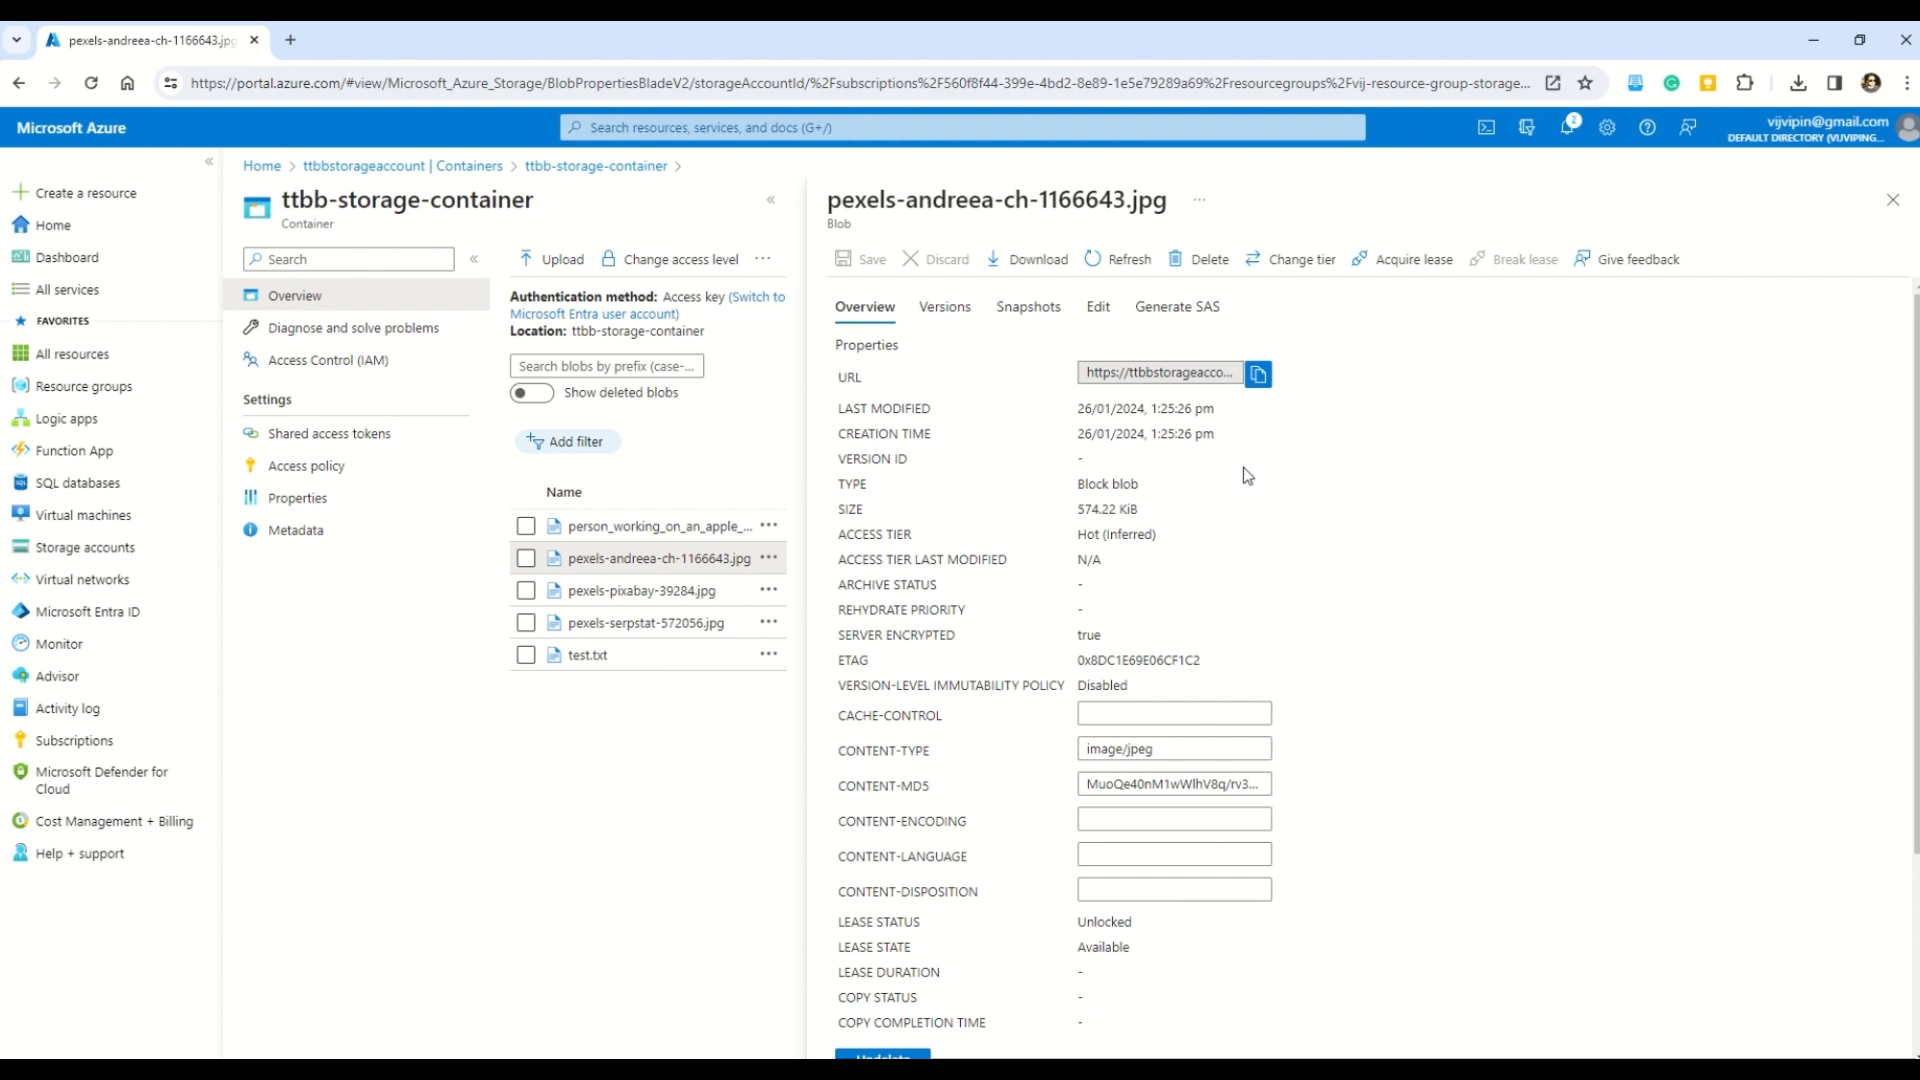 pexels-andreea-ch-1166643.jpg
https://portal.azure.com/#view/Microsoft_Azure_Storage/BlobPropertiesBladeV2/storageAccountId/%2Fsubscriptions%2F560f8f44-399e-4bd2-8e89-1e5e79289a69%2Fresourcegroups%2Fvij-resource-group-storage...
Microsoft Azure
Search resources, services, and docs (G+/)
2
vijvipin@gmail.com
DEFAULT DIRECTORY (VIJVIPING...
Create a resource
Home
Dashboard
All services
FAVORITES
All resources
Resource groups
Logic apps
Function App
SQL databases
Virtual machines
Storage accounts
Virtual networks
Microsoft Entra ID
Monitor
Advisor
Activity log
Subscriptions
Microsoft Defender for
Cloud
Cost Management + Billing
Help + support
Home > ttbbstorageaccount | Containers > ttbb-storage-container >
ttbb-storage-container
Container
Search
Overview
Diagnose and solve problems
Access Control (IAM)
Settings
Shared access tokens
Access policy
Properties
Metadata
Upload Change access level ...
Authentication method: Access key (Switch to
Microsoft Entra user account)
Location: ttbb-storage-container
Search blobs by prefix (case-...
Show deleted blobs
Add filter
Name
person_working_on_an_apple_...
pexels-andreea-ch-1166643.jpg
pexels-pixabay-39284.jpg
pexels-serpstat-572056.jpg
test.txt
pexels-andreea-ch-1166643.jpg ...
Blob
Save Discard Download Refresh Delete Change tier Acquire lease Break lease Give feedback
Overview Versions Snapshots Edit Generate SAS
Properties
URL https://ttbbstorageacco...
LAST MODIFIED 26/01/2024, 1:25:26 pm
CREATION TIME 26/01/2024, 1:25:26 pm
VERSION ID -
TYPE Block blob
SIZE 574.22 KiB
ACCESS TIER Hot (Inferred)
ACCESS TIER LAST MODIFIED N/A
ARCHIVE STATUS -
REHYDRATE PRIORITY -
SERVER ENCRYPTED true
ETAG 0x8DC1E69E06CF1C2
VERSION-LEVEL IMMUTABILITY POLICY Disabled
CACHE-CONTROL
CONTENT-TYPE image/jpeg
CONTENT-MD5 MuoQe40nM1wWlhV8q/rv3...
CONTENT-ENCODING
CONTENT-LANGUAGE
CONTENT-DISPOSITION
LEASE STATUS Unlocked
LEASE STATE Available
LEASE DURATION -
COPY STATUS -
COPY COMPLETION TIME -